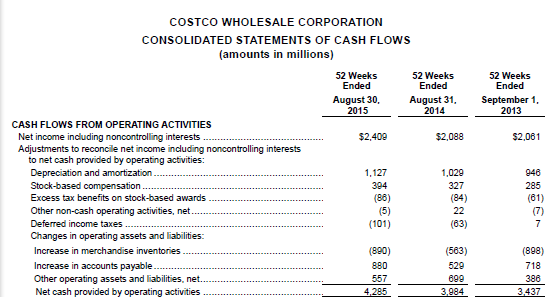 COSTCO WHOLESALE CORPORATION
CONSOLIDATED STATEMENTS OF CASH FLOWS
(amounts in millions)
52 Weeks Ended August 30, 2015 52 Weeks Ended August 31, 2014 52 Weeks Ended September 1, 2013
CASH FLOWS FROM OPERATING ACTIVITIES
Net income including noncontrolling interests $2,409 $2,088 $2,061
Adjustments to reconcile net income including noncontrolling interests
to net cash provided by operating activities:
Depreciation and amortization 1,127 1,029 946
Stock-based compensation 394 327 285
Excess tax benefits on stock-based awards (86) (84) (61)
Other non-cash operating activities, net (5) 22 (7)
Deferred income taxes (101) (63) 7
Changes in operating assets and liabilities:
Increase in merchandise inventories (890) (563) (898)
Increase in accounts payable 880 529 718
Other operating assets and liabilities, net 557 699 386
Net cash provided by operating activities 4,285 3,984 3,437